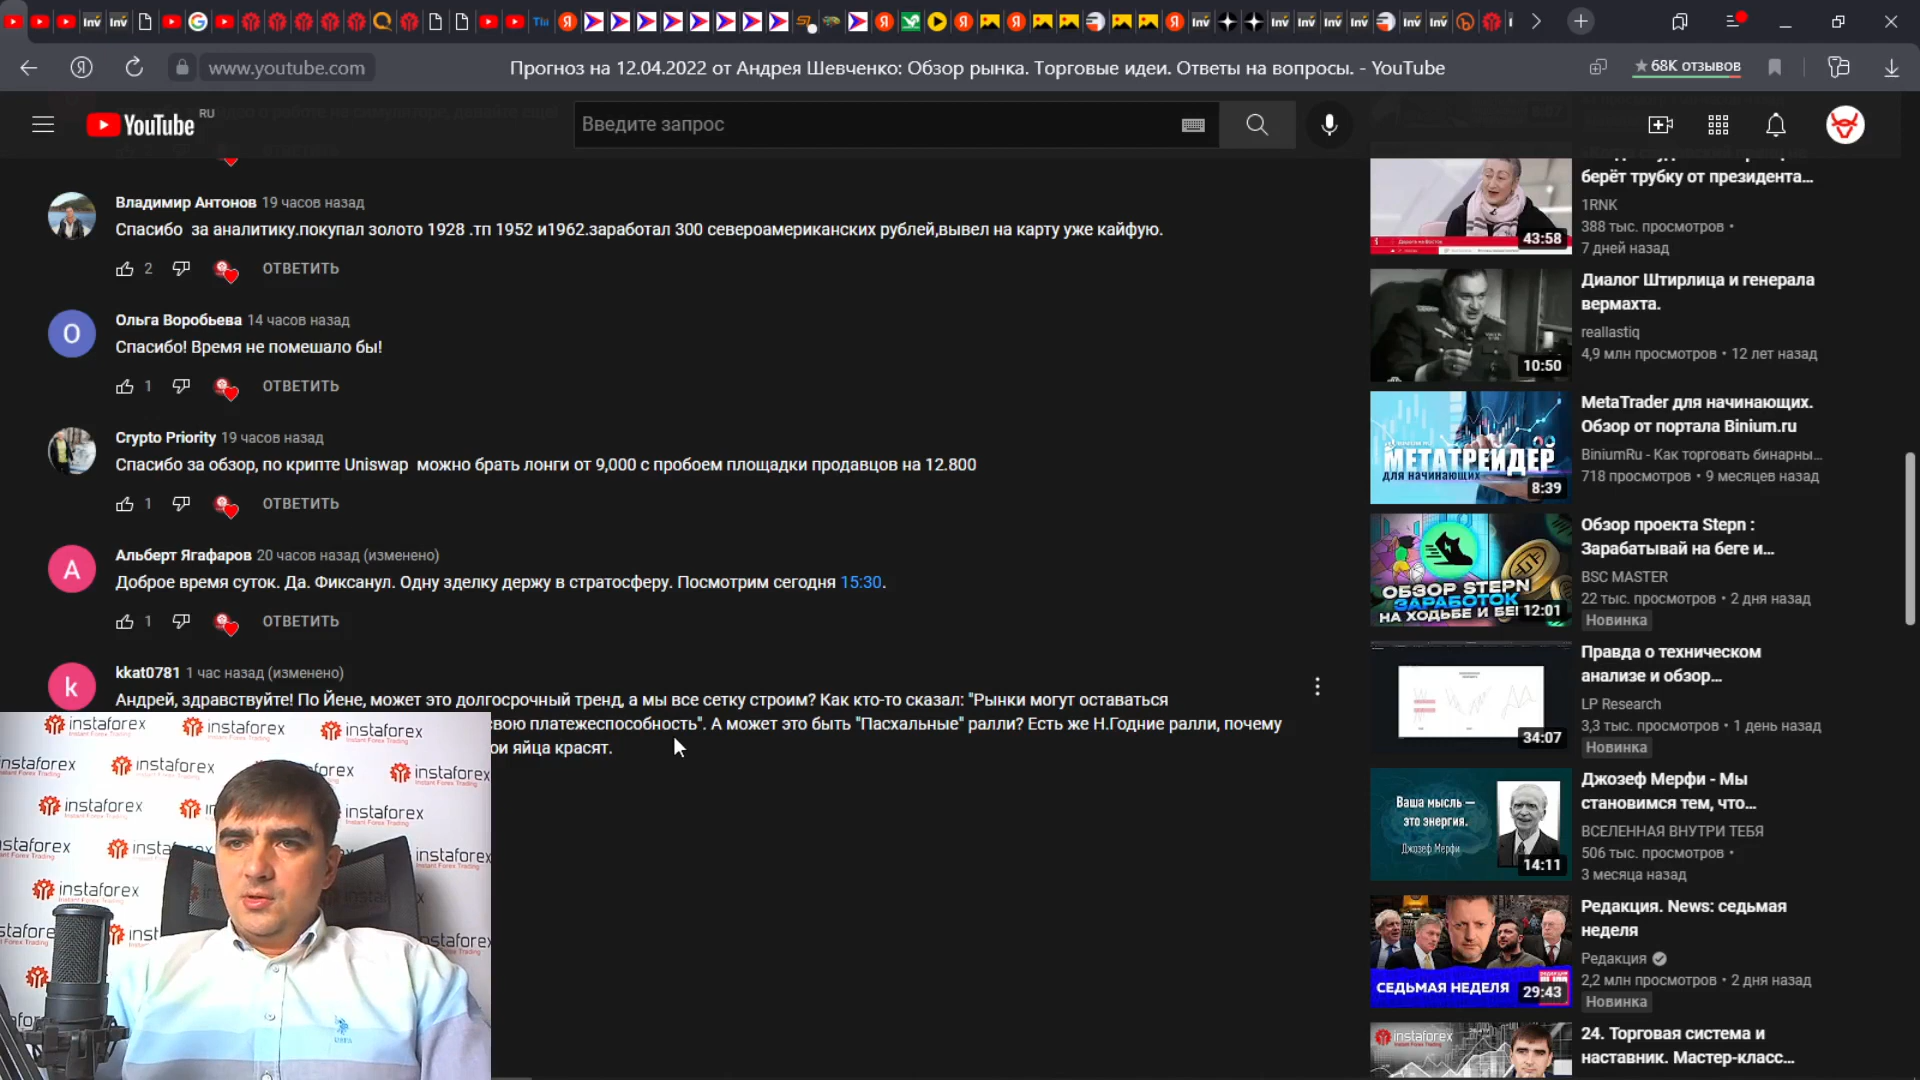 www.youtube.com
Прогноз на 12.04.2022 от Андрея Шевченко: Обзор рынка. Торговые идеи. Ответы на вопросы. - YouTube
★ 68K отзывов
YouTube RU
Введите запрос
Владимир Антонов 19 часов назад
Спасибо за аналитику.покупал золото 1928 .тп 1952 и1962.заработал 300 североамериканских рублей,вывел на карту уже кайфую.
2 ОТВЕТИТЬ
Ольга Воробьева 14 часов назад
Спасибо! Время не помешало бы!
1 ОТВЕТИТЬ
Crypto Priority 19 часов назад
Спасибо за обзор, по крипте Uniswap можно брать лонги от 9,000 с пробоем площадки продавцов на 12.800
1 ОТВЕТИТЬ
Альберт Ягафаров 20 часов назад (изменено)
Доброе время суток. Да. Фиксанул. Одну зделку держу в стратосферу. Посмотрим сегодня 15:30.
1 ОТВЕТИТЬ
kkat0781 1 час назад (изменено)
Андрей, здравствуйте! По Йене, может это долгосрочный тренд, а мы все сетку строим? Как кто-то сказал: "Рынки могут оставаться
свою платежеспособность". А может это быть "Пасхальные" ралли? Есть же Н.Годние ралли, почему
ои яйца красят.
берёт трубку от президента...
1RNK
388 тыс. просмотров •
7 дней назад
43:58
Диалог Штирлица и генерала
вермахта.
reallastiq
4,9 млн просмотров • 12 лет назад
10:50
MetaTrader для начинающих.
Обзор от портала Binium.ru
BiniumRu - Как торговать бинарны...
718 просмотров • 9 месяцев назад
МЕТАТРЕЙДЕР
для начинающих
8:39
Обзор проекта Stepn :
Зарабатывай на беге и...
BSC MASTER
22 тыс. просмотров • 2 дня назад
Новинка
ОБЗОР STEPN
ЗАРАБОТОК
НА ХОДЬБЕ И БЕГ
12:01
Правда о техническом
анализе и обзор...
LP Research
3,3 тыс. просмотров • 1 день назад
Новинка
34:07
Джозеф Мерфи - Мы
становимся тем, что...
ВСЕЛЕННАЯ ВНУТРИ ТЕБЯ
506 тыс. просмотров •
3 месяца назад
Ваша мысль —
это энергия.
Джозеф Мерфи
14:11
Редакция. News: седьмая
неделя
Редакция
2,2 млн просмотров • 2 дня назад
Новинка
СЕДЬМАЯ НЕДЕЛЯ
29:43
24. Торговая система и
наставник. Мастер-класс...
instaforex
instaforex
Instant Forex Trading